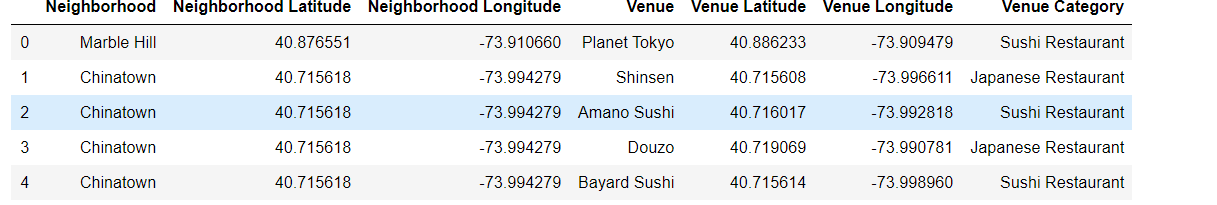 Neighborhood Neighborhood Latitude Neighborhood Longitude Venue Venue Latitude Venue Longitude Venue Category
0 Marble Hill 40.876551 -73.910660 Planet Tokyo 40.886233 -73.909479 Sushi Restaurant
1 Chinatown 40.715618 -73.994279 Shinsen 40.715608 -73.996611 Japanese Restaurant
2 Chinatown 40.715618 -73.994279 Amano Sushi 40.716017 -73.992818 Sushi Restaurant
3 Chinatown 40.715618 -73.994279 Douzo 40.719069 -73.990781 Japanese Restaurant
4 Chinatown 40.715618 -73.994279 Bayard Sushi 40.715614 -73.998960 Sushi Restaurant